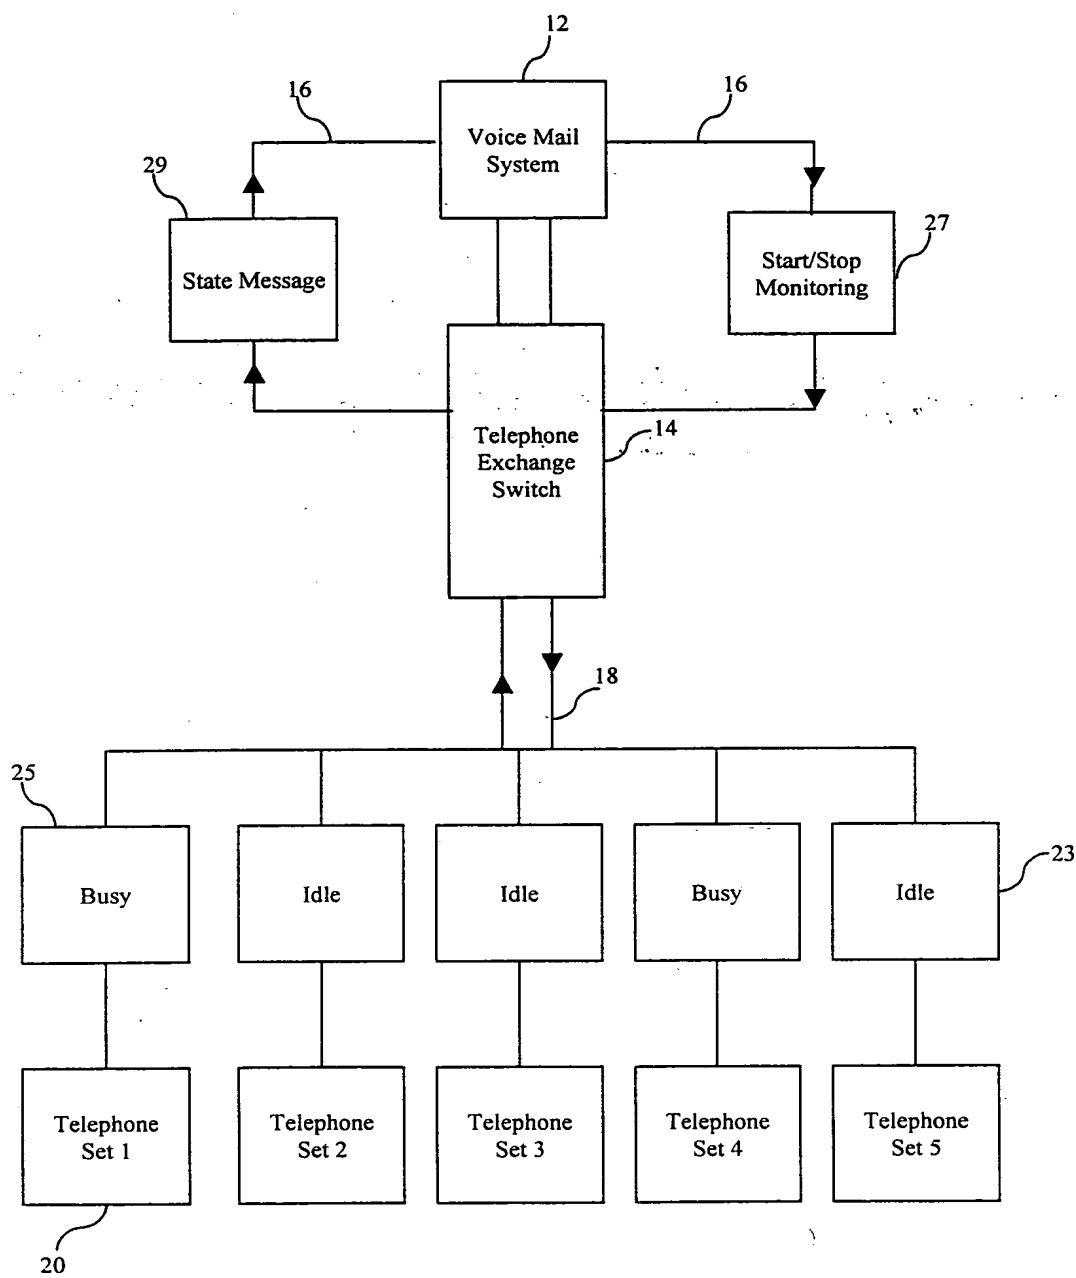 12
16
16
Voice Mail
System
29
27
State Message
Start/Stop
Monitoring
14
Telephone
Exchange
Switch
18
25
23
Busy
Idle
Idle
Busy
Idle
Telephone
Set 1
Telephone
Set 2
Telephone
Set 3
Telephone
Set 4
Telephone
Set 5
20